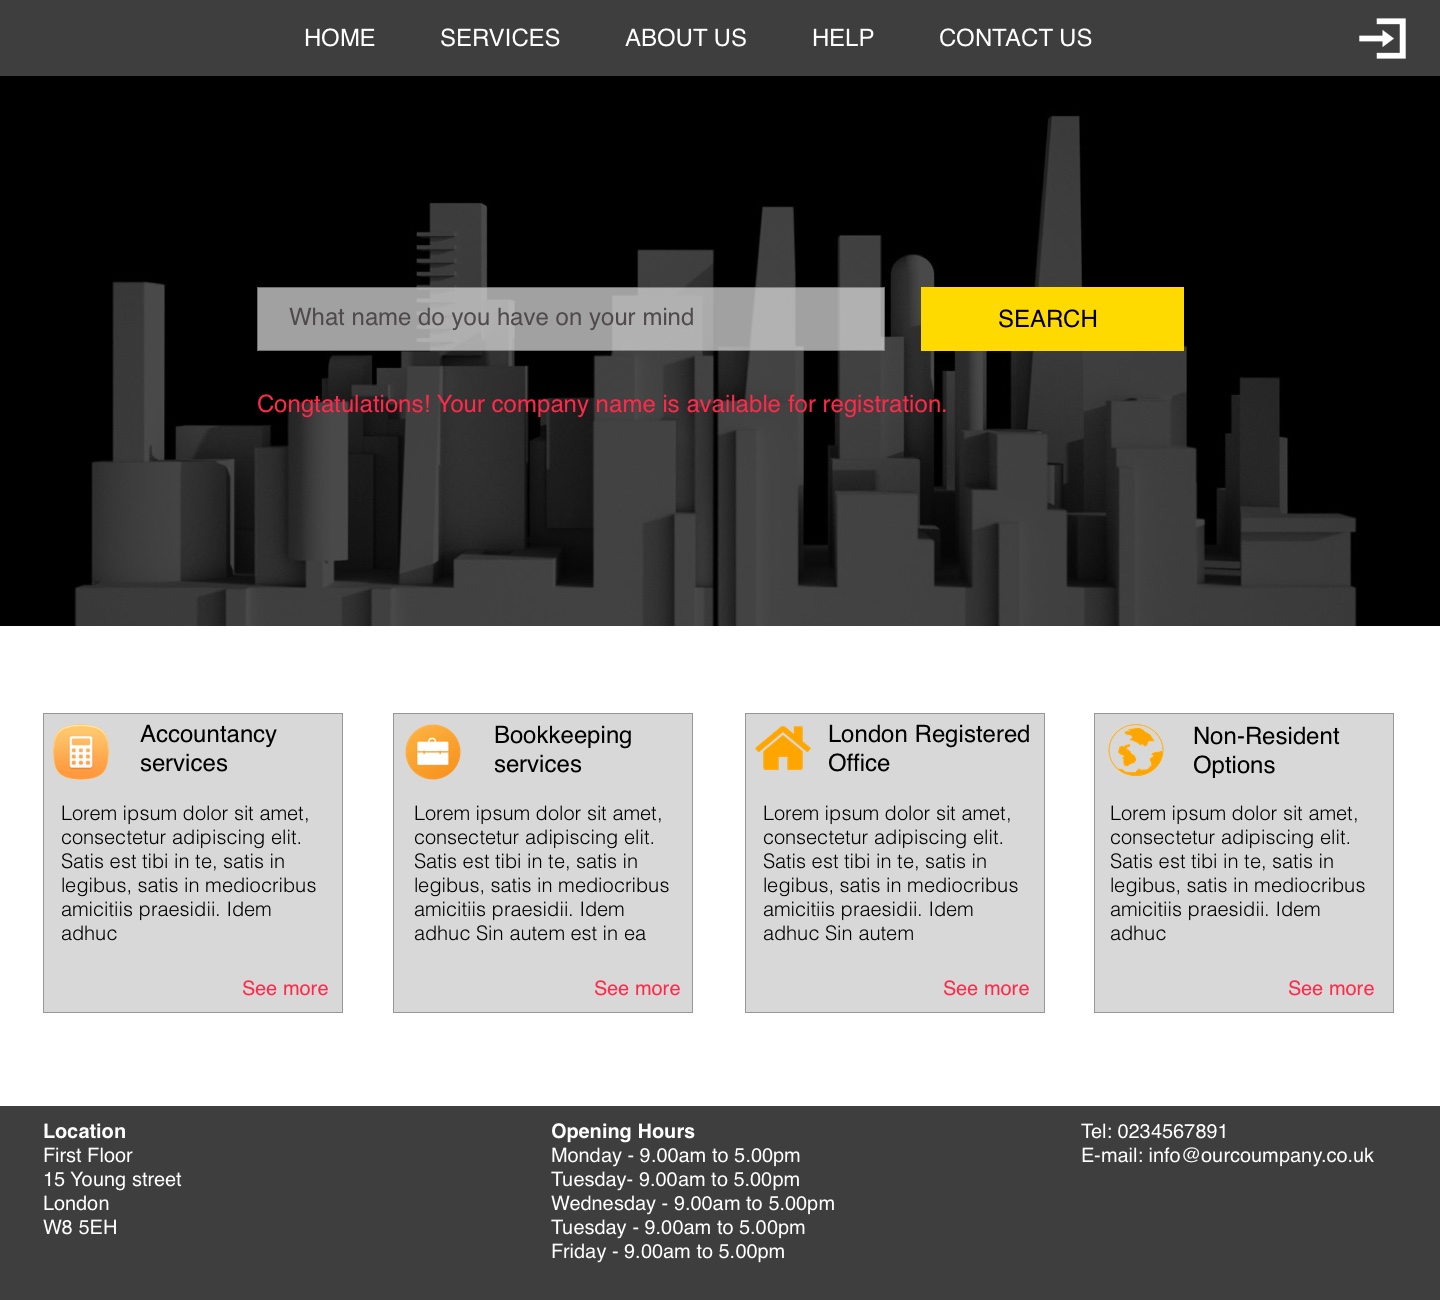 HOME SERVICES ABOUT US HELP CONTACT US
What name do you have on your mind
SEARCH
Congtatulations! Your company name is available for registration.
Accountancy
services
Lorem ipsum dolor sit amet,
consectetur adipiscing elit.
Satis est tibi in te, satis in
legibus, satis in mediocribus
amicitiis praesidii. Idem
adhuc
See more
Bookkeeping
services
Lorem ipsum dolor sit amet,
consectetur adipiscing elit.
Satis est tibi in te, satis in
legibus, satis in mediocribus
amicitiis praesidii. Idem
adhuc Sin autem est in ea
See more
London Registered
Office
Lorem ipsum dolor sit amet,
consectetur adipiscing elit.
Satis est tibi in te, satis in
legibus, satis in mediocribus
amicitiis praesidii. Idem
adhuc Sin autem
See more
Non-Resident
Options
Lorem ipsum dolor sit amet,
consectetur adipiscing elit.
Satis est tibi in te, satis in
legibus, satis in mediocribus
amicitiis praesidii. Idem
adhuc
See more
Location
First Floor
15 Young street
London
W8 5EH
Opening Hours
Monday - 9.00am to 5.00pm
Tuesday- 9.00am to 5.00pm
Wednesday - 9.00am to 5.00pm
Tuesday - 9.00am to 5.00pm
Friday - 9.00am to 5.00pm
Tel: 0234567891
E-mail: info@ourcoumpany.co.uk